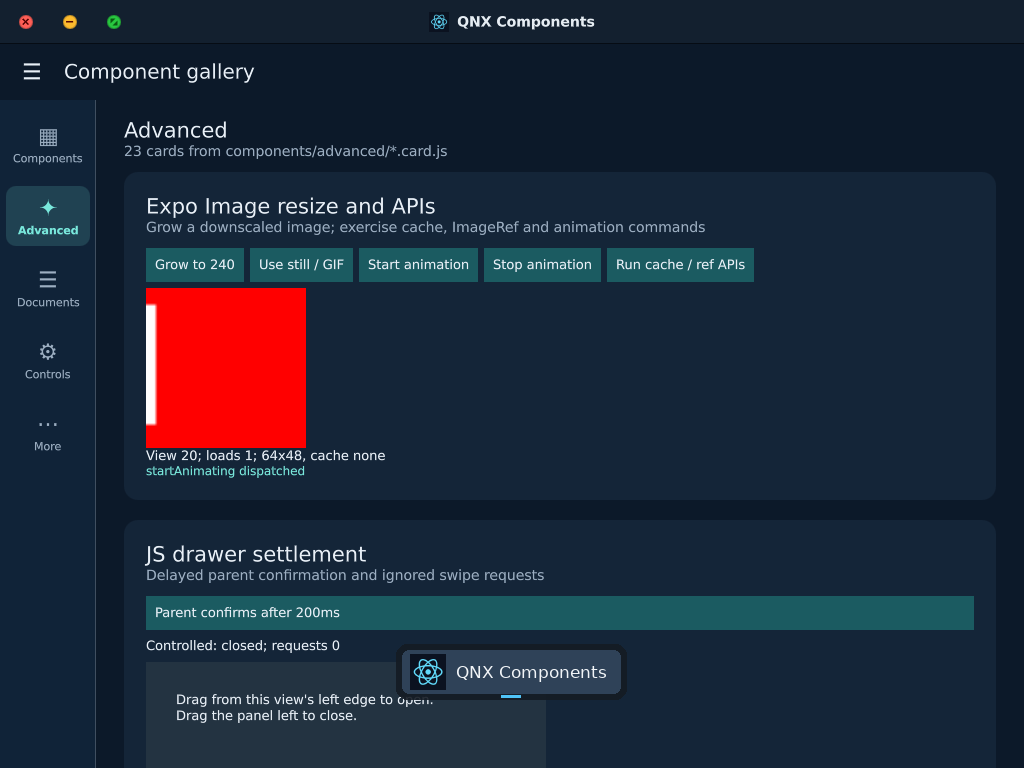 QNX Components
☰ Component gallery
Components
Advanced
Documents
Controls
More
Advanced
23 cards from components/advanced/*.card.js
Expo Image resize and APIs
Grow a downscaled image; exercise cache, ImageRef and animation commands
Grow to 240 Use still / GIF Start animation Stop animation Run cache / ref APIs
View 20; loads 1; 64x48, cache none
startAnimating dispatched
JS drawer settlement
Delayed parent confirmation and ignored swipe requests
Parent confirms after 200ms
Controlled: closed; requests 0
Drag from this view's left edge to open.
Drag the panel left to close.
QNX Components